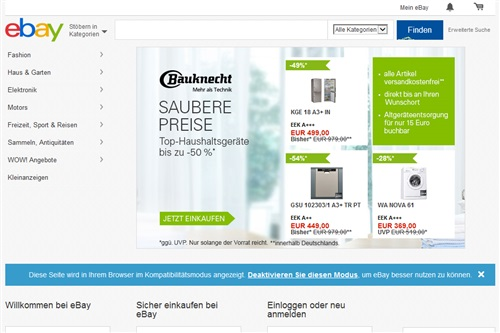 Mein eBay
ebay
Stöbern in
Kategorien
Alle Kategorien
Finden
Erweiterte Suche
Fashion
Haus & Garten
Elektronik
Motors
Freizeit, Sport & Reisen
Sammeln, Antiquitäten
WOW! Angebote
Kleinanzeigen
Bauknecht
Mehr als Technik
SAUBERE
PREISE
Top-Haushaltsgeräte
bis zu -50 %*
JETZT EINKAUFEN
*ggü. UVP. Nur solange der Vorrat reicht. **innerhalb Deutschlands.
-49%*
KGE 18 A3+ IN
EEK A+++
EUR 499,00
Bisher* EUR 979,00**
- alle Artikel
versandkostenfrei**
- direkt bis an Ihren
Wunschort
- Altgeräteentsorgung
für nur 15 Euro
buchbar
-54%*
GSU 102303/1 A3+ TR PT
EEK A+++
EUR 449,00
Bisher* EUR 979,00**
-28%*
WA NOVA 61
EEK A+++
EUR 369,00
UVP EUR 519,00**
Diese Seite wird in Ihrem Browser im Kompatibilitätsmodus angezeigt. Deaktivieren Sie diesen Modus, um eBay besser nutzen zu können.
Willkommen bei eBay
Sicher einkaufen bei
eBay
Einloggen oder neu
anmelden